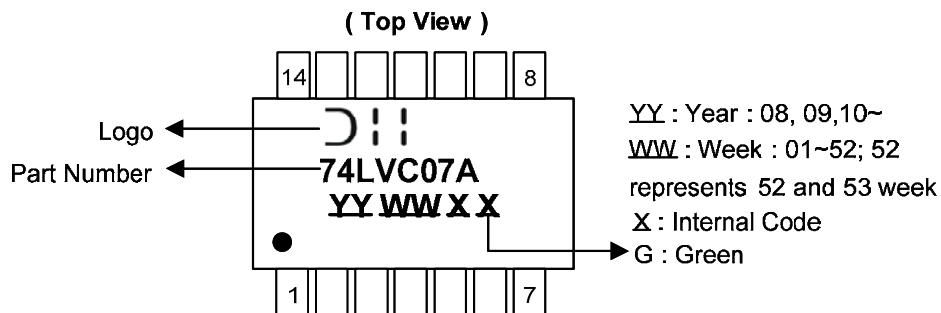 ( Top View )
14 8
Logo
74LVC07A
Part Number
YY WW X X
1 7
YY : Year : 08, 09,10~
WW : Week : 01~52; 52
represents 52 and 53 week
X : Internal Code
G : Green